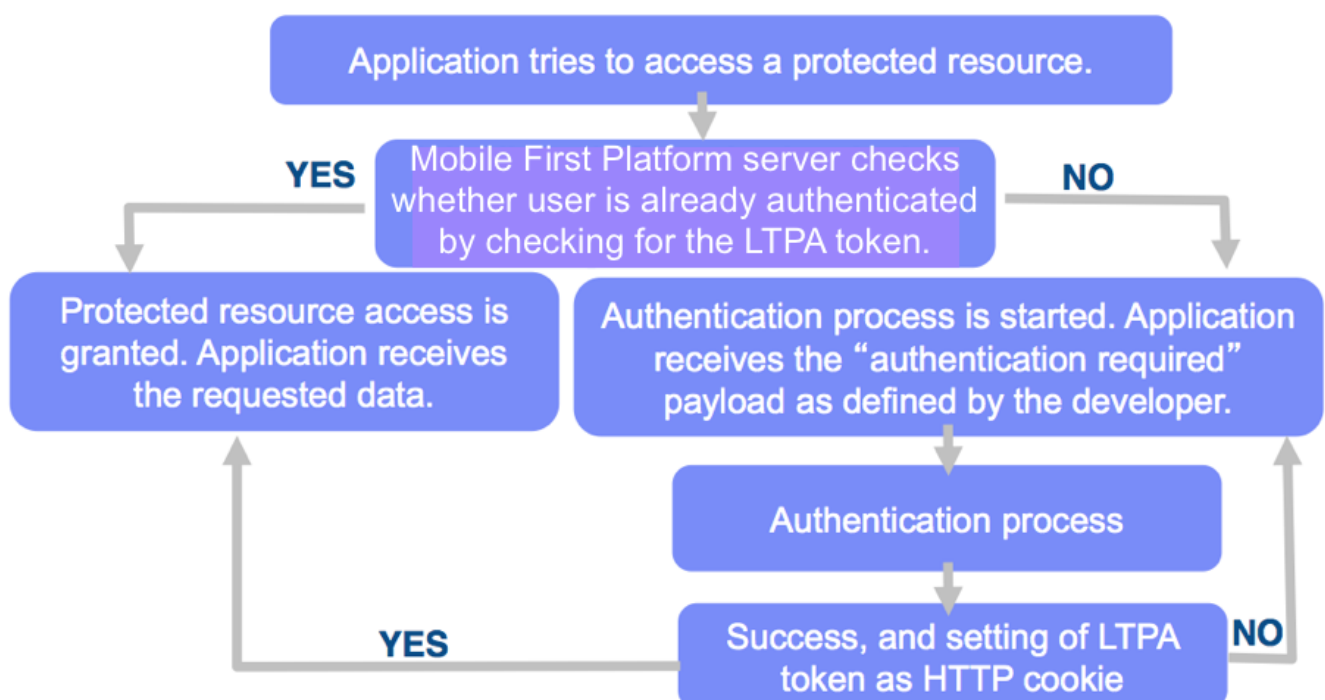 Application tries to access a protected resource.
YES
Mobile First Platform server checks
whether user is already authenticated
by checking for the LTPA token.
NO
Protected resource access is
granted. Application receives
the requested data.
Authentication process is started. Application
receives the “authentication required”
payload as defined by the developer.
Authentication process
YES
Success, and setting of LTPA
token as HTTP cookie
NO